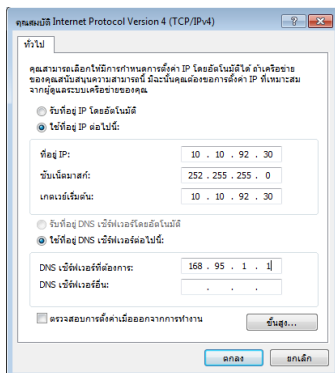 คุณสมบัติ Internet Protocol Version 4 (TCP/IPv4)
ทั่วไป
คุณสามารถเลือกให้มีการกำหนดการตั้งค่า IP โดยอัตโนมัติได้ ถ้าเครือข่าย
ของคุณสนับสนุนความสามารถนี้ มิฉะนั้นคุณต้องขอการตั้งค่า IP ที่เหมาะสม
จากผู้ดูแลระบบเครือข่ายของคุณ
รับที่อยู่ IP โดยอัตโนมัติ
ใช้ที่อยู่ IP ต่อไปนี้:
ที่อยู่ IP: 10 . 10 . 92 . 30
ซับเน็ตมาสก์: 252 . 255 . 255 . 0
เกตเวย์เริ่มต้น: 10 . 10 . 92 . 30
รับที่อยู่ DNS เซิร์ฟเวอร์โดยอัตโนมัติ
ใช้ที่อยู่ DNS เซิร์ฟเวอร์ต่อไปนี้:
DNS เซิร์ฟเวอร์ที่ต้องการ: 168 . 95 . 1 . 1
DNS เซิร์ฟเวอร์อื่น: . . .
ตรวจสอบการตั้งค่าเมื่อออกจากการทำงาน
ขั้นสูง...
ตกลง ยกเลิก